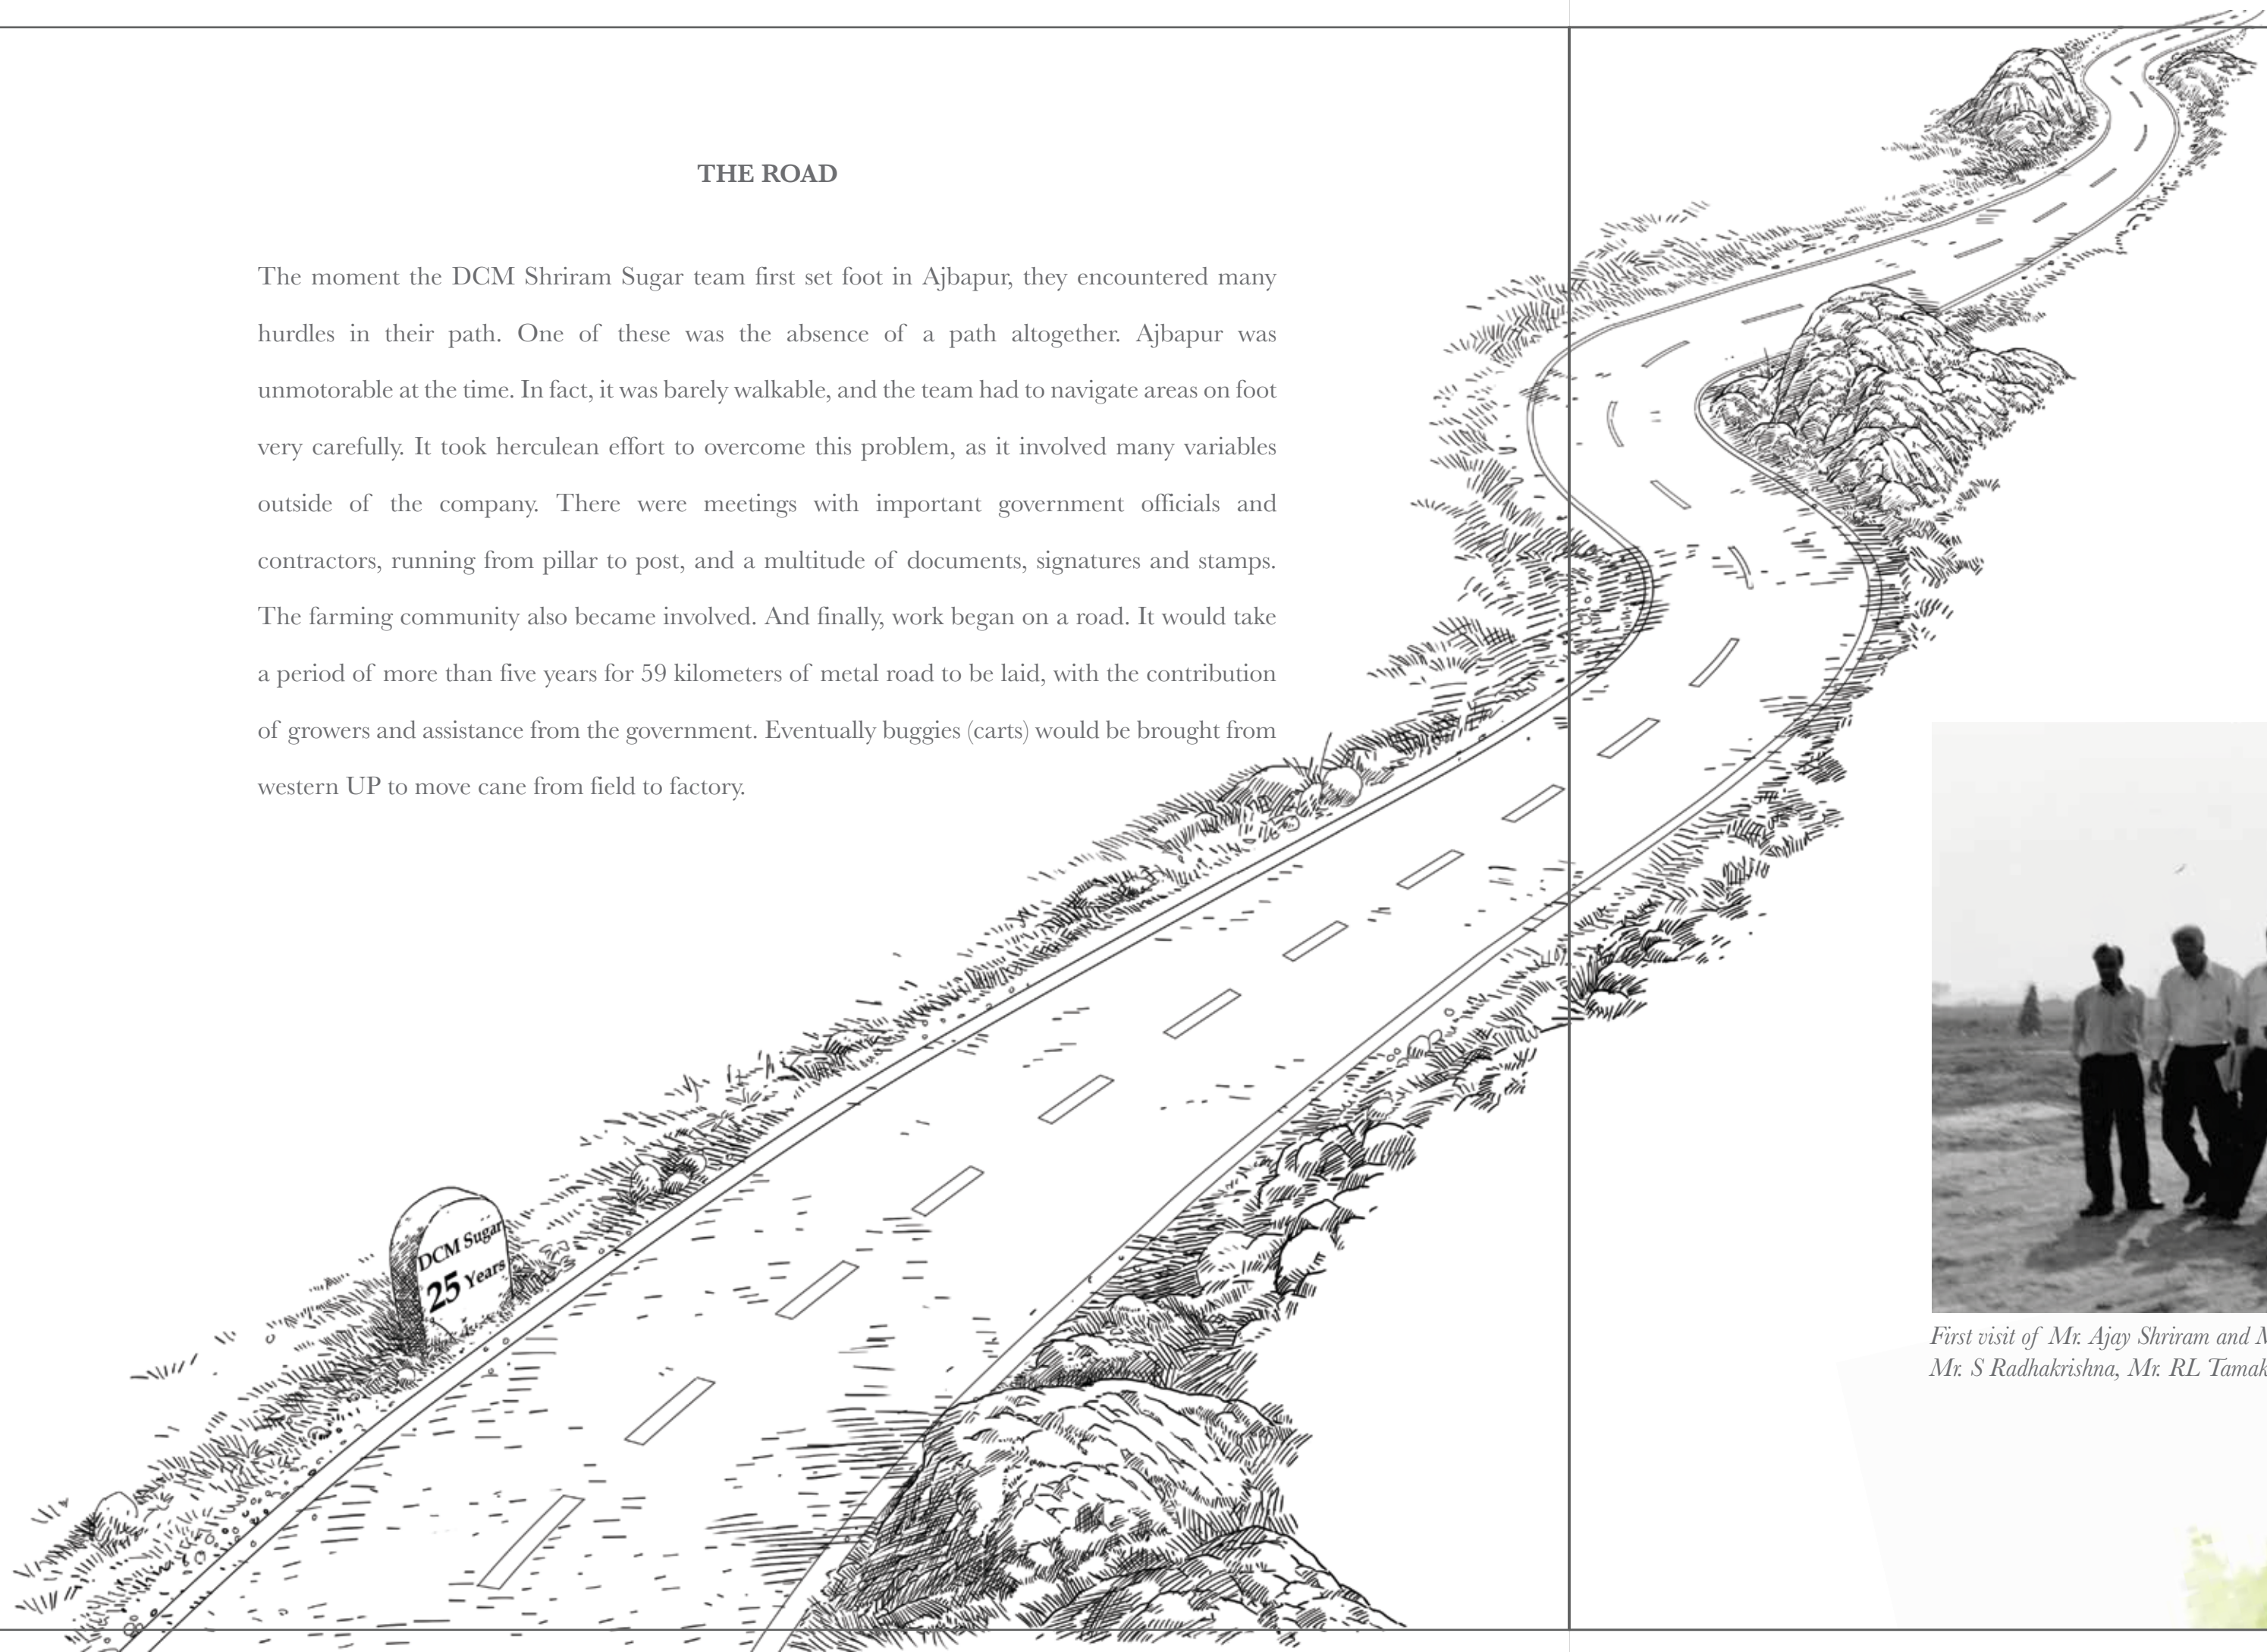 THE ROAD
The moment the DCM Shriram Sugar team first set foot in Ajbapur, they encountered many
hurdles in their path. One of these was the absence of a path altogether. Ajbapur was
unmotorable at the time. In fact, it was barely walkable, and the team had to navigate areas on foot
very carefully. It took herculean effort to overcome this problem, as it involved many variables
outside of the company. There were meetings with important government officials and
contractors, running from pillar to post, and a multitude of documents, signatures and stamps.
The farming community also became involved. And finally, work began on a road. It would take
a period of more than five years for 59 kilometers of metal road to be laid, with the contribution
of growers and assistance from the government. Eventually buggies (carts) would be brought from
western UP to move cane from field to factory.
DCM Sugar
25 Years
First visit of Mr. Ajay Shriram and
Mr. S Radhakrishna, Mr. RL